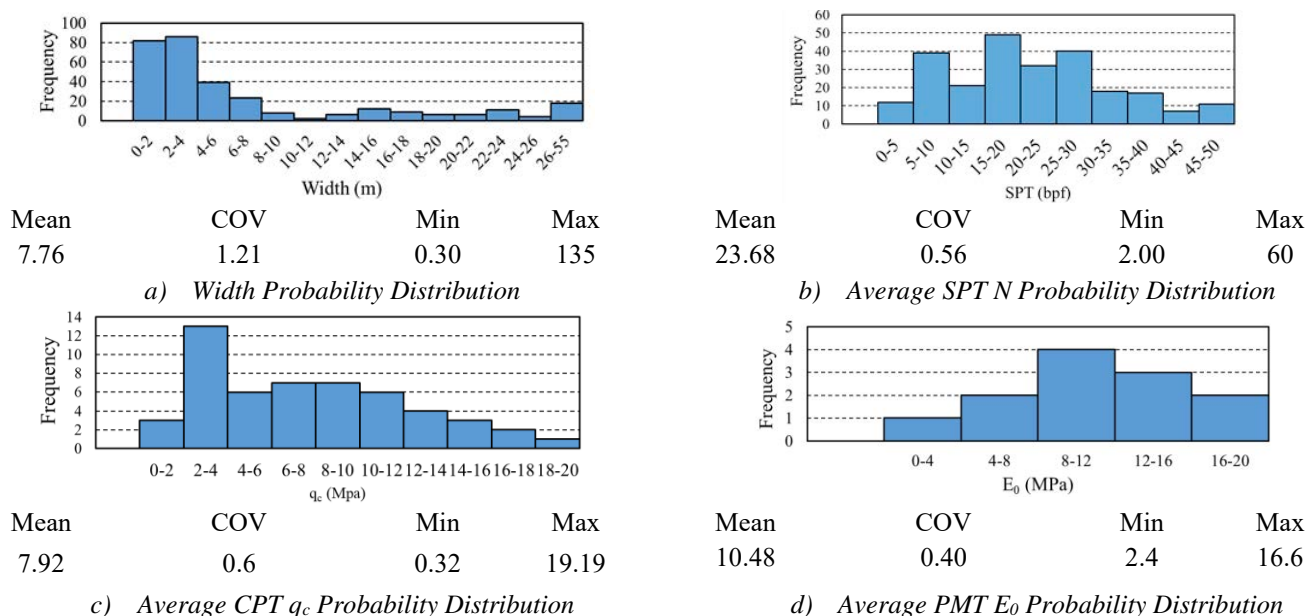 100
80
60
40
20
0
Frequency
0-2 2-4 4-6 6-8 8-10 10-12 12-14 14-16 16-18 18-20 20-22 22-24 24-26 26-55
Width (m)
Mean COV Min Max
7.76 1.21 0.30 135
a) Width Probability Distribution
60
50
40
30
20
10
0
Frequency
0-5 5-10 10-15 15-20 20-25 25-30 30-35 35-40 40-45 45-50
SPT (bpf)
Mean COV Min Max
23.68 0.56 2.00 60
b) Average SPT N Probability Distribution
14
12
10
8
6
4
2
0
Frequency
0-2 2-4 4-6 6-8 8-10 10-12 12-14 14-16 16-18 18-20
qc (Mpa)
Mean COV Min Max
7.92 0.6 0.32 19.19
c) Average CPT qc Probability Distribution
5
4
3
2
1
0
Frequency
0-4 4-8 8-12 12-16 16-20
E0 (MPa)
Mean COV Min Max
10.48 0.40 2.4 16.6
d) Average PMT E0 Probability Distribution